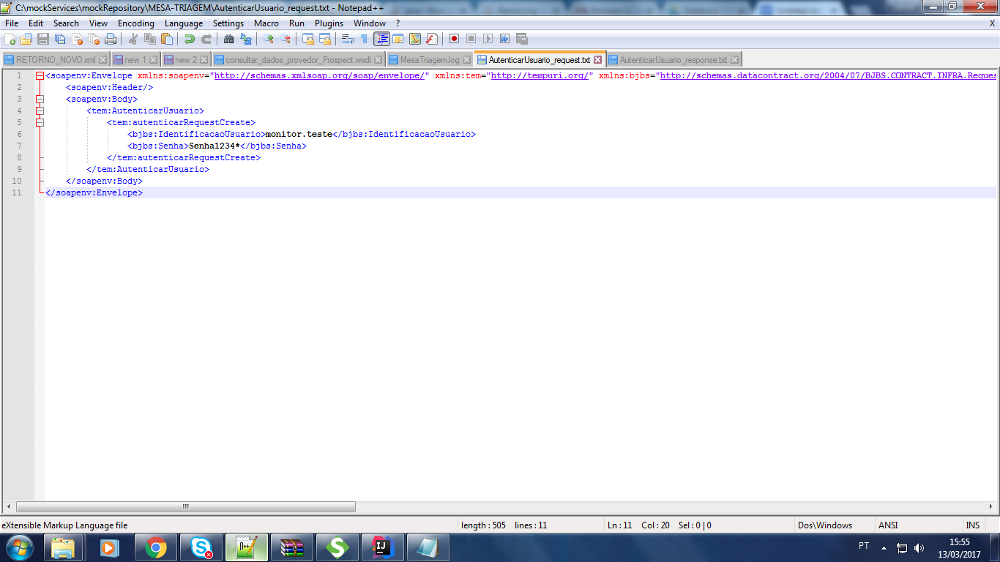 C:\mockServices\mockRepository\MESA-TRIAGEM\AutenticarUsuario_request.txt - Notepad++
File Edit Search View Encoding Language Settings Macro Run Plugins Window ? X
RETORNO_NOVO.xml new 1 new 2 consultar_dados_provedor_Prospect.wsdl MesaTriagem.log AutenticarUsuario_request.txt AutenticarUsuario_response.txt
1 <soapenv:Envelope xmlns:soapenv="http://schemas.xmlsoap.org/soap/envelope/" xmlns:tem="http://tempuri.org/" xmlns:bjbs="http://schemas.datacontract.org/2004/07/BJBS.CONTRACT.INFRA.Reques
2 <soapenv:Header/>
3 <soapenv:Body>
4 <tem:AutenticarUsuario>
5 <tem:autenticarRequestCreate>
6 <bjbs:IdentificacaoUsuario>monitor.teste</bjbs:IdentificacaoUsuario>
7 <bjbs:Senha>Senha1234*</bjbs:Senha>
8 </tem:autenticarRequestCreate>
9 </tem:AutenticarUsuario>
10 </soapenv:Body>
11 </soapenv:Envelope>
eXtensible Markup Language file length : 505 lines : 11 Ln : 11 Col : 20 Sel : 0 | 0 Dos\Windows ANSI INS
PT 15:55
13/03/2017